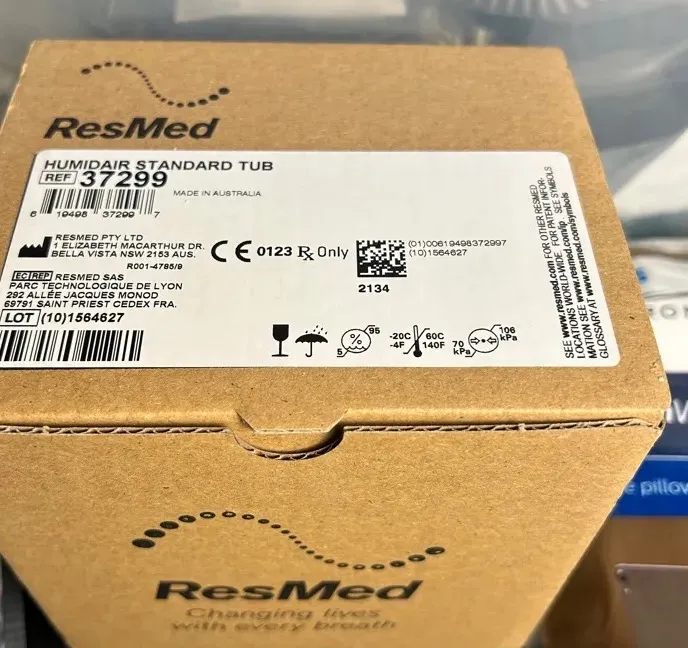 ResMed
HUMIDAIR STANDARD TUB
REF 37299
MADE IN AUSTRALIA
6 19498 37299 7
RESMED PTY LTD
1 ELIZABETH MACARTHUR DR.
BELLA VISTA NSW 2153 AUS.
R001-4785/9
CE 0123 Rx Only
(01)00619498372997
(10)1564627
2134
EC REP RESMED SAS
PARC TECHNOLOGIQUE DE LYON
292 ALLÉE JACQUES MONOD
69791 SAINT PRIEST CEDEX FRA.
LOT (10)1564627
5 % 95
-20C 60C
-4F 140F
70 kPa 106 kPa
SEE www.resmed.com FOR OTHER RESMED
LOCATIONS WORLD-WIDE. FOR PATENT INFOR-
MATION SEE www.resmed.com/ip. SEE SYMBOLS
GLOSSARY AT www.resmed.com/symbols
ResMed
Changing lives
with every breath
e pillow